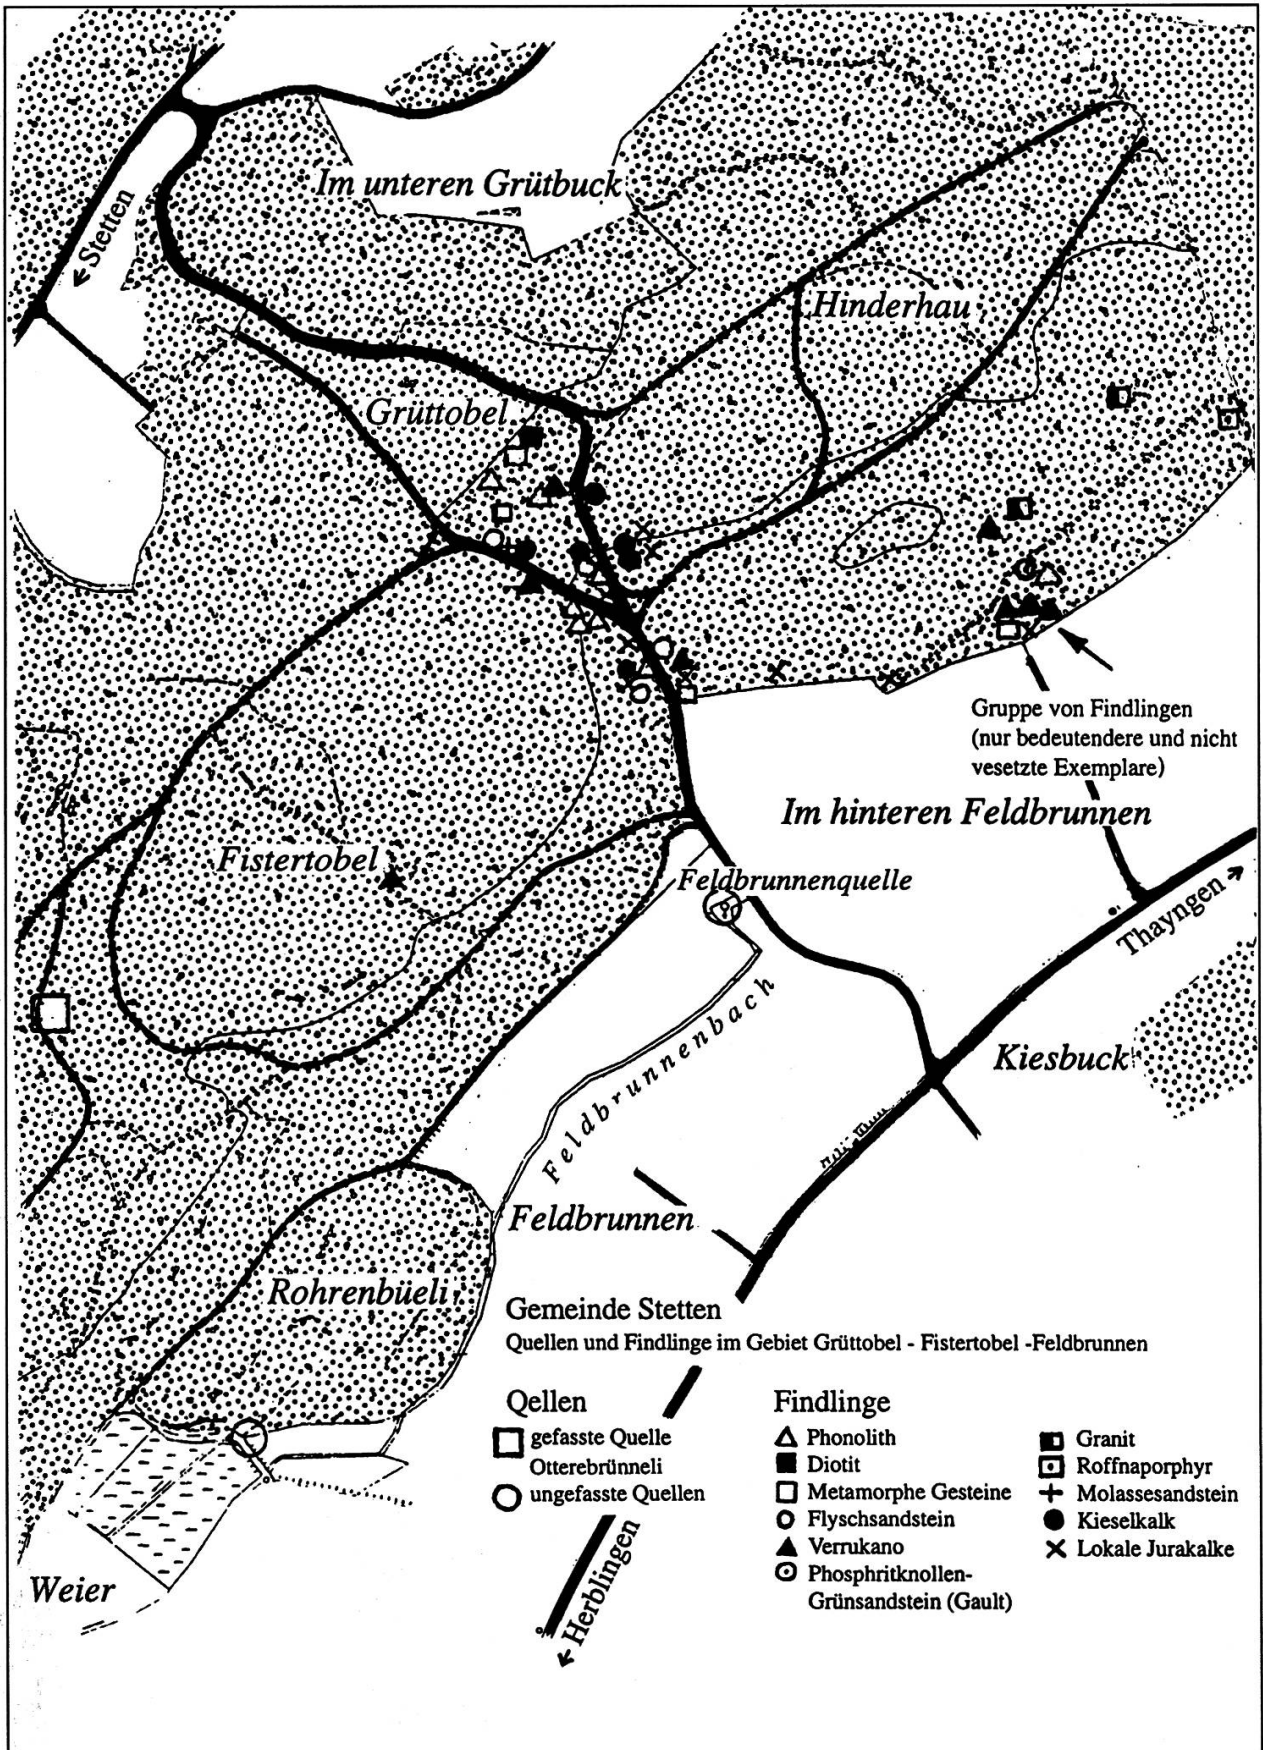 Im unteren Grütbuck
← Stetten
Hinderhau
Grüttobel
Gruppe von Findlingen
(nur bedeutendere und nicht
vesetzte Exemplare)
Im hinteren Feldbrunnen
Fistertobel
Feldbrunnenquelle
Thayngen →
Feldbrunnenbach
Kiesbuck
Feldbrunnen
Rohrenbüeli
Gemeinde Stetten
Quellen und Findlinge im Gebiet Grüttobel - Fistertobel -Feldbrunnen
Qellen
gefasste Quelle
Otterebrünneli
ungefasste Quellen
Findlinge
Phonolith
Diotit
Metamorphe Gesteine
Flyschsandstein
Verrukano
Phosphritknollen-
Grünsandstein (Gault)
Granit
Roffnaporphyr
Molassesandstein
Kieselkalk
Lokale Jurakalke
← Herblingen
Weier